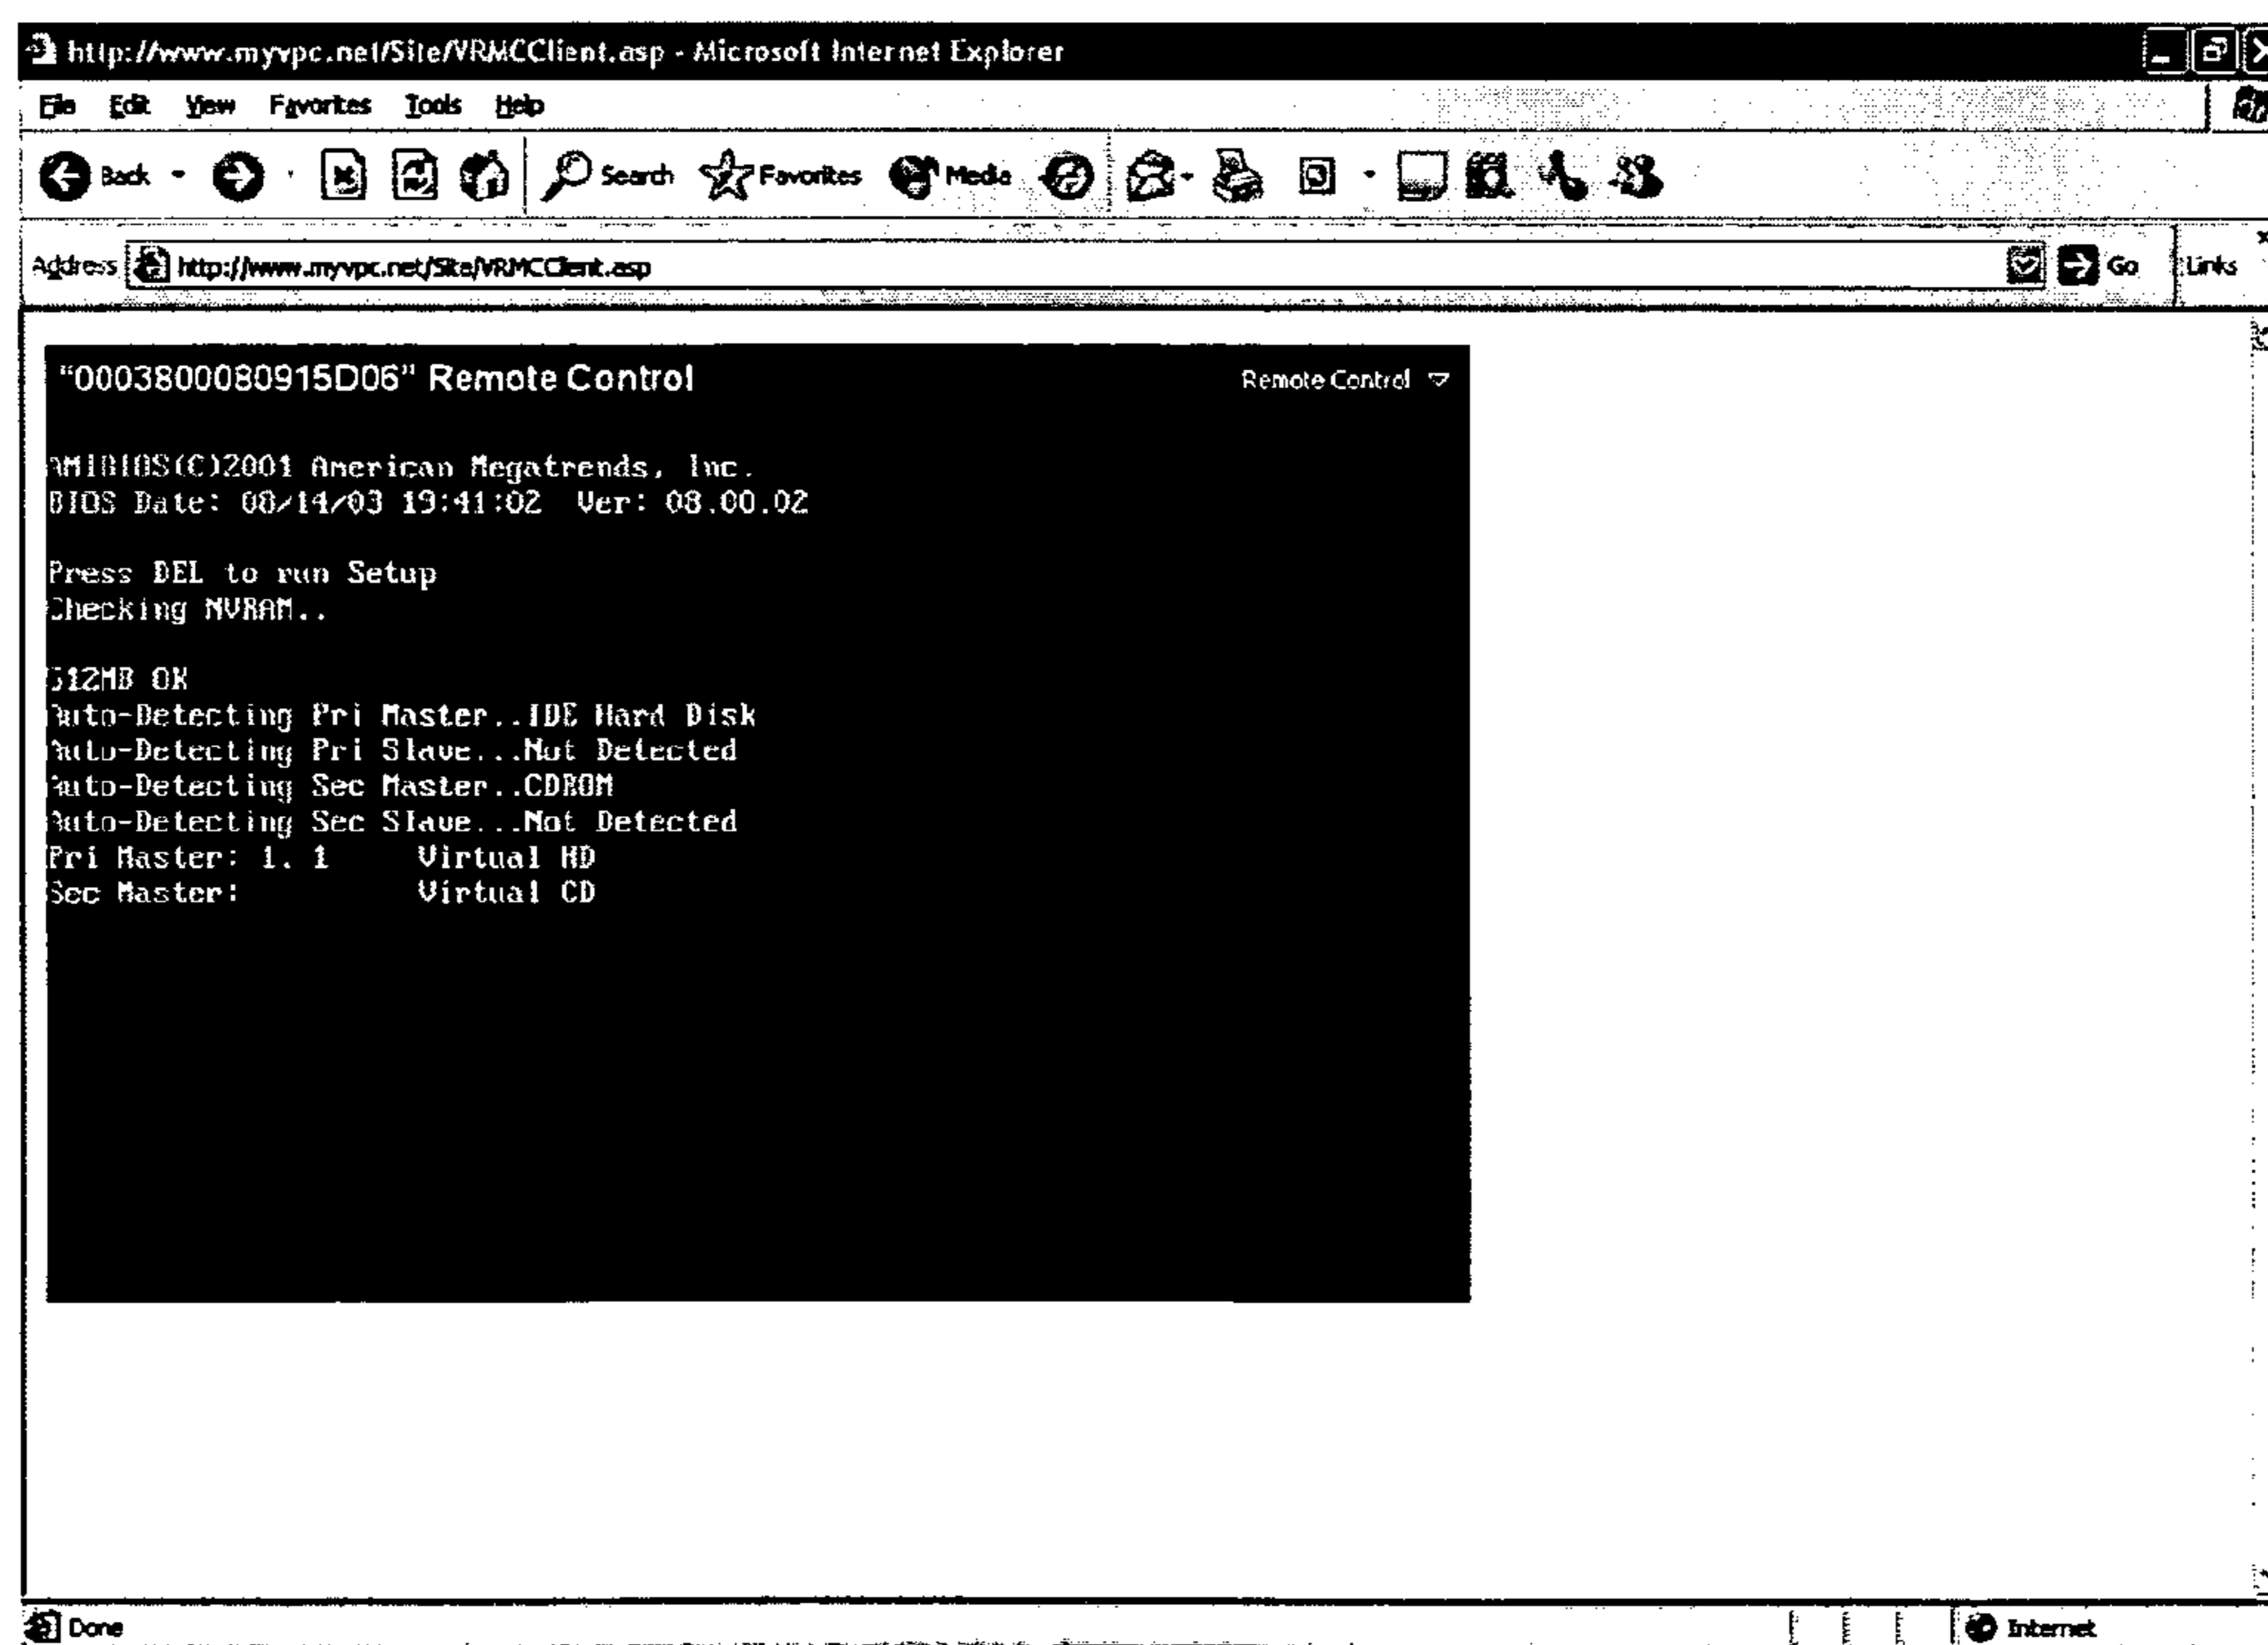 http://www.myvpc.net/Site/VRMCClient.asp - Microsoft Internet Explorer
File Edit View Favorites Tools Help
Back Search Favorites Media
Address http://www.myvpc.net/Site/VRMCClient.asp Go Links
"0003800080915D06" Remote Control Remote Control
AMIBIOS(C)2001 American Megatrends, Inc.
BIOS Date: 08/14/03 19:41:02 Ver: 08.00.02
Press DEL to run Setup
Checking NVRAM..
512MB OK
Auto-Detecting Pri Master..IDE Hard Disk
Auto-Detecting Pri Slave...Not Detected
Auto-Detecting Sec Master..CDROM
Auto-Detecting Sec Slave...Not Detected
Pri Master: 1. 1 Virtual HD
Sec Master: Virtual CD
Done Internet